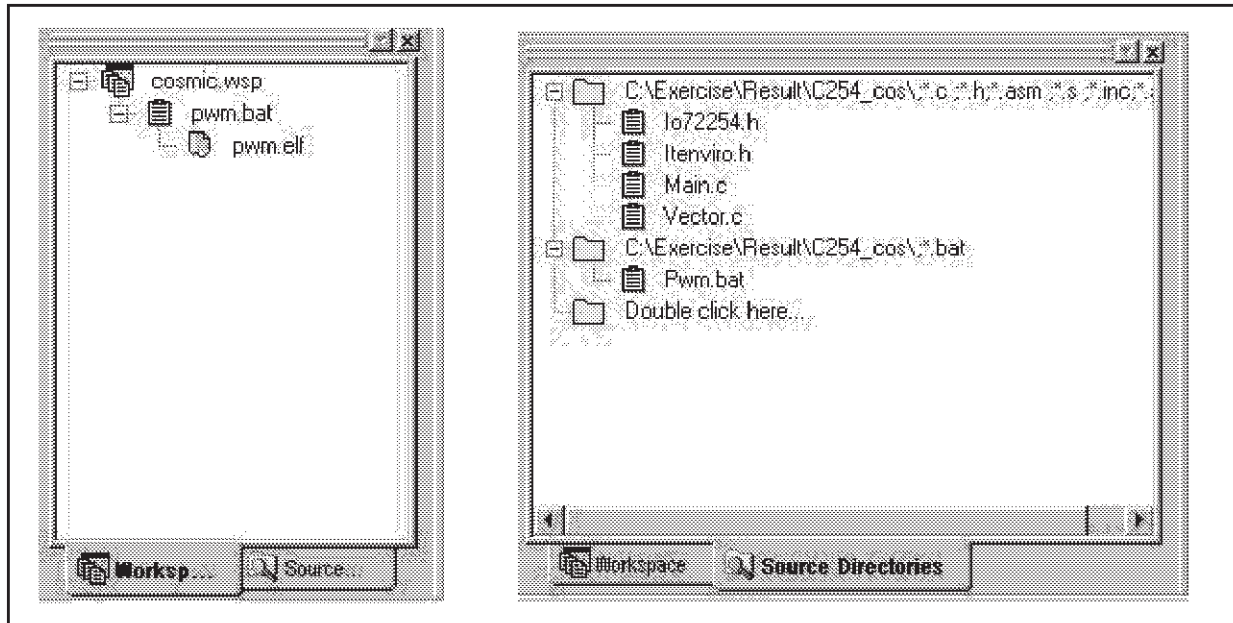 cosmic.wsp
pwm.bat
pwm.elf
Worksp...
Source...
C:\Exercise\Result\C254_cos\,*.c ;*.h;*.asm ;*.s ;*.inc;*.
Io72254.h
Itenviro.h
Main.c
Vector.c
C:\Exercise\Result\C254_cos\,*.bat
Pwm.bat
Double click here...
Workspace
Source Directories